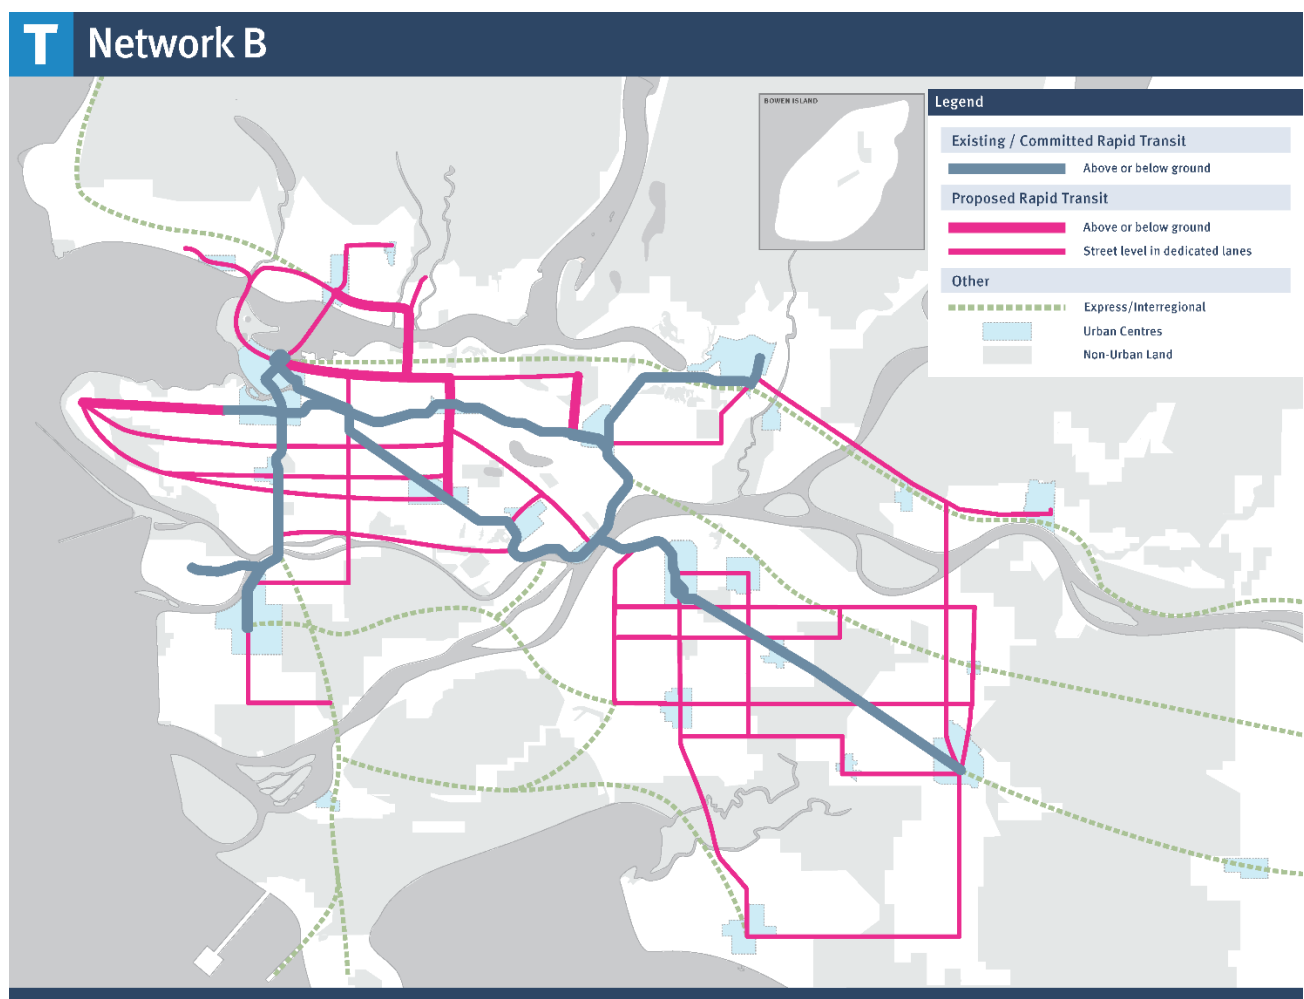 T Network B
BOWEN ISLAND
Legend
Existing / Committed Rapid Transit
Above or below ground
Proposed Rapid Transit
Above or below ground
Street level in dedicated lanes
Other
Express/Interregional
Urban Centres
Non-Urban Land